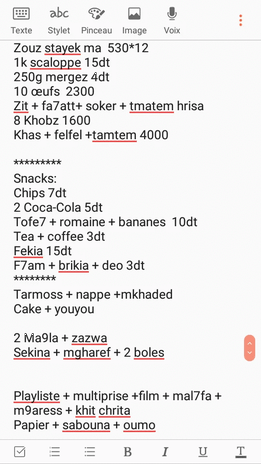 Texte
abc
Stylet
Pinceau
Image
Voix
Zouz stayek ma 530*12
1k scaloppe 15dt
250g mergez 4dt
10 œufs 2300
Zit + fa7att+ soker + tmatem hrisa
8 Khobz 1600
Khas + felfel +tamtem 4000
*********
Snacks:
Chips 7dt
2 Coca-Cola 5dt
Tofe7 + romaine + bananes 10dt
Tea + coffee 3dt
Fekia 15dt
F7am + brikia + deo 3dt
********
Tarmoss + nappe +mkhaded
Cake + youyou
2 Ma9la + zazwa
Sekina + mgharef + 2 boles
Playliste + multiprise +film + mal7fa +
m9aress + khit chrita
Papier + sabouna + oumo
B I U T